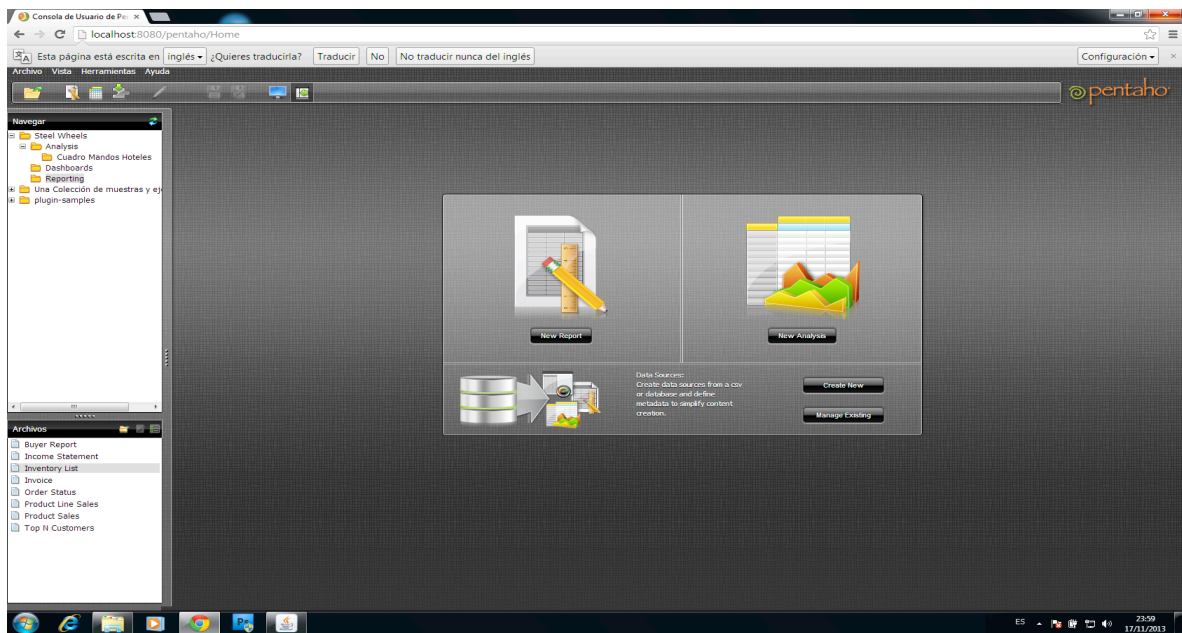 Consola de Usuario de Per
localhost:8080/pentaho/Home
Esta página está escrita en inglés ¿Quieres traducirla? Traducir No No traducir nunca del inglés Configuración
Archivo Vista Herramientas Ayuda
pentaho
Navegar
Steel Wheels
Analysis
Cuadro Mandos Hoteles
Dashboards
Reporting
Una Colección de muestras y eje
plugin-samples
New Report
New Analysis
Data Sources:
Create data sources from a csv
or database and define
metadata to simplify content
creation.
Create New
Manage Existing
Archivos
Buyer Report
Income Statement
Inventory List
Invoice
Order Status
Product Line Sales
Product Sales
Top N Customers
Ps
ES
23:59
17/11/2013